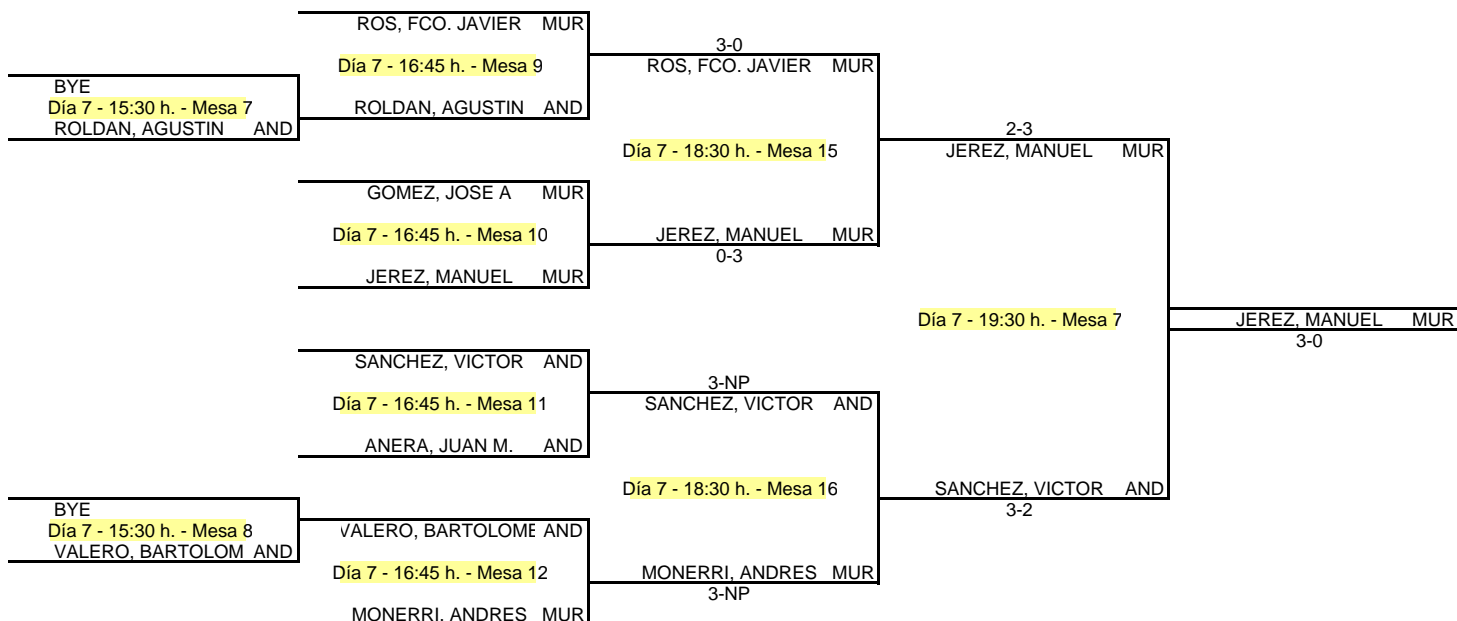 ROS, FCO. JAVIER MUR
3-0
Día 7 - 16:45 h. - Mesa 9
ROS, FCO. JAVIER MUR
BYE
Día 7 - 15:30 h. - Mesa 7
ROLDAN, AGUSTIN AND
ROLDAN, AGUSTIN AND
2-3
Día 7 - 18:30 h. - Mesa 15
JEREZ, MANUEL MUR
GOMEZ, JOSE A MUR
Día 7 - 16:45 h. - Mesa 10
JEREZ, MANUEL MUR
0-3
JEREZ, MANUEL MUR
Día 7 - 19:30 h. - Mesa 7
JEREZ, MANUEL MUR
3-0
SANCHEZ, VICTOR AND
3-NP
Día 7 - 16:45 h. - Mesa 11
SANCHEZ, VICTOR AND
ANERA, JUAN M. AND
Día 7 - 18:30 h. - Mesa 16
SANCHEZ, VICTOR AND
3-2
BYE
Día 7 - 15:30 h. - Mesa 8
VALERO, BARTOLOM AND
VALERO, BARTOLOME AND
Día 7 - 16:45 h. - Mesa 12
MONERRI, ANDRES MUR
3-NP
MONERRI, ANDRES MUR